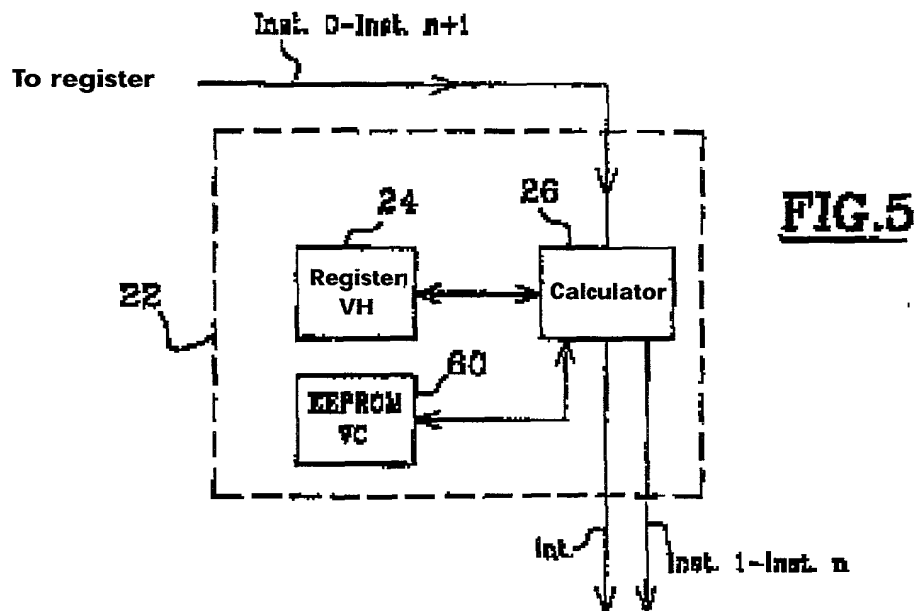 Inst. 0-Inst. n+1
To register
24
26
FIG.5
Register
VH
Calculator
22
60
EEPROM
VC
Int.
Inst. 1-Inst. n